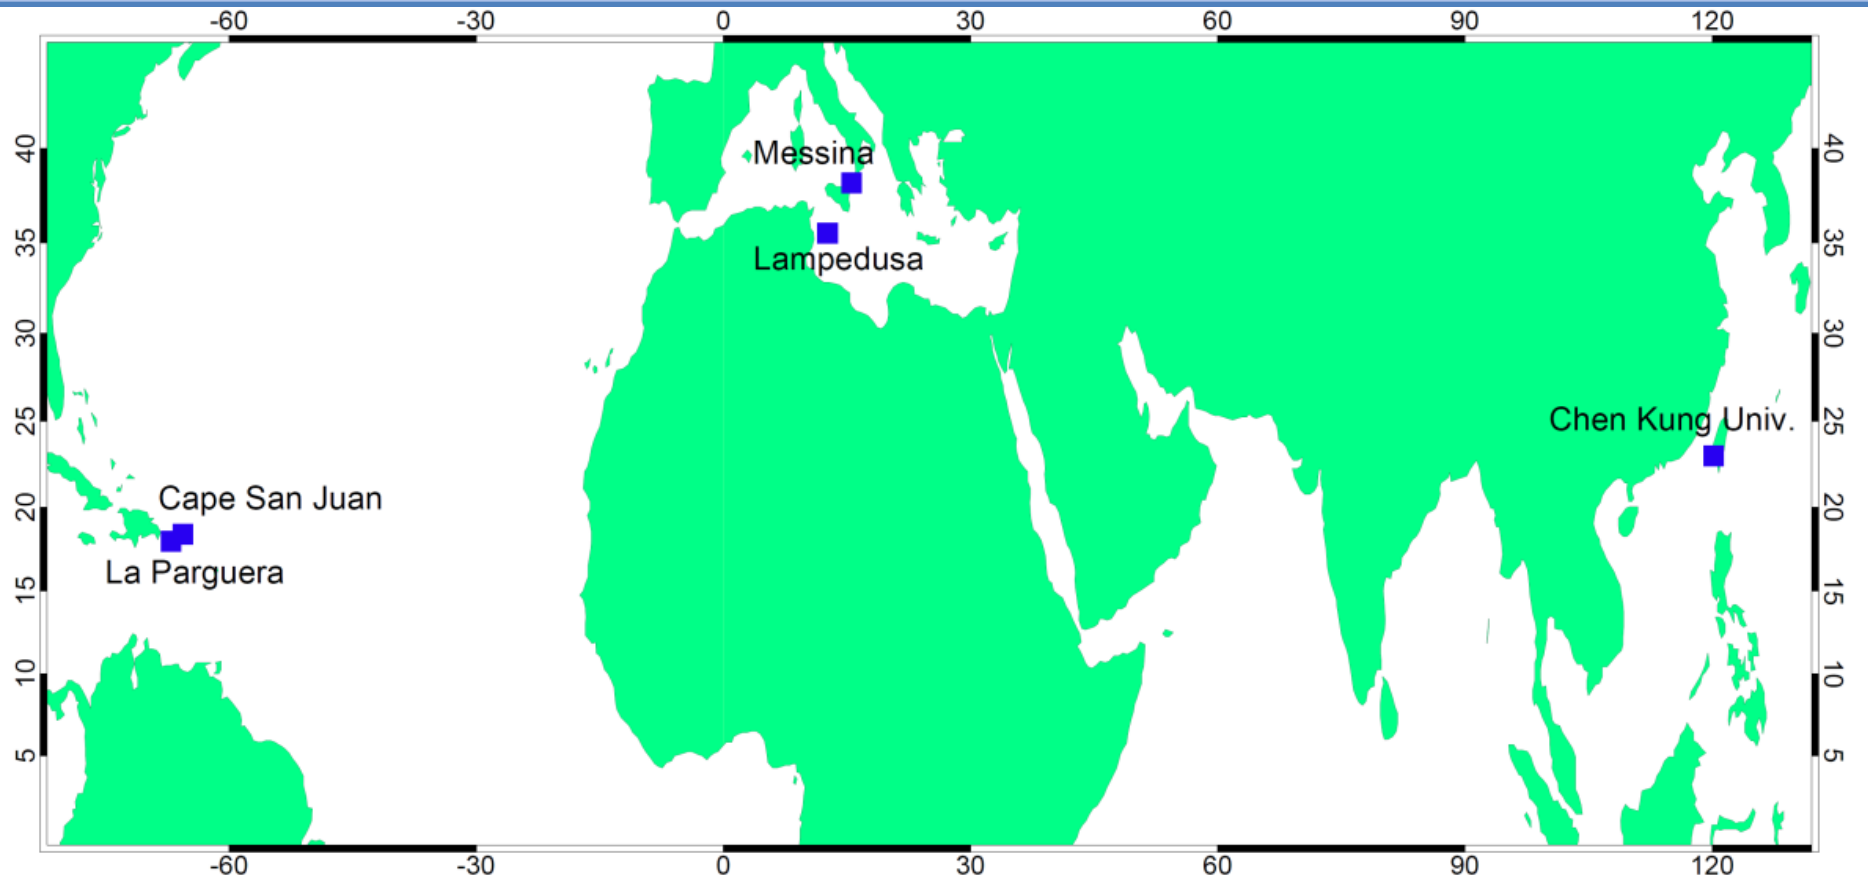 -60 -30 0 30 60 90 120
40 40
Messina
35 35
Lampedusa
30 30
25 Chen Kung Univ. 25
20 Cape San Juan 20
15 La Parguera 15
10 10
5 5
-60 -30 0 30 60 90 120